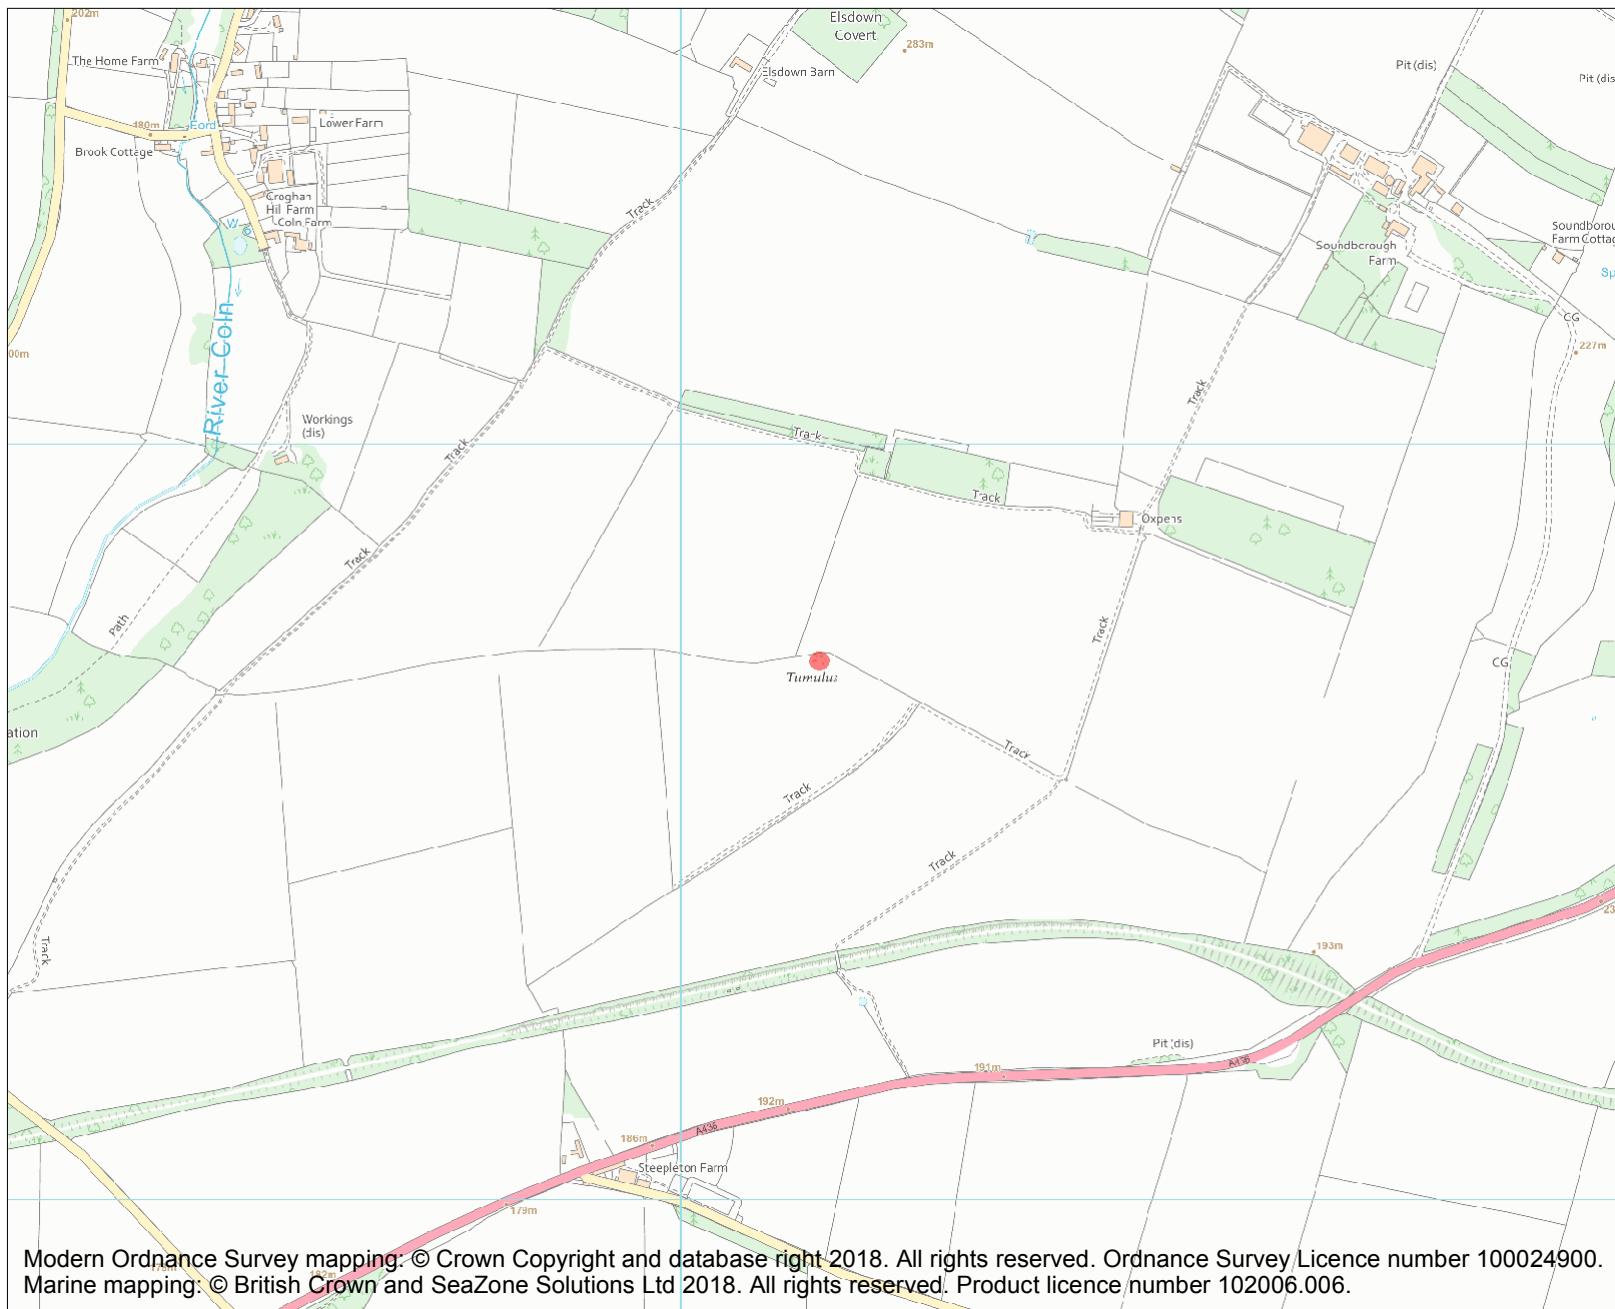 202m
Elsdown
Covert
283m
The Home Farm
Elsdown Barn
Pit (dis)
Pit (dis
180m
Ford
Lower Farm
Brook Cottage
Croghan
Hill Farm
Coln Farm
W
Track
Soundborough
Farm
Soundborou
Farm Cotta
Sp
CG
227m
00m
River Coln
Workings
(dis)
Track
Track
Track
Track
Oxpens
Track
Path
Track
CG
Tumulus
ation
Track
Track
Track
Track
193m
23
Pit (dis)
A436
191m
192m
A436
186m
Steepleton Farm
179m
182m
Modern Ordnance Survey mapping: © Crown Copyright and database right 2018. All rights reserved. Ordnance Survey Licence number 100024900.
Marine mapping: © British Crown and SeaZone Solutions Ltd 2018. All rights reserved. Product licence number 102006.006.